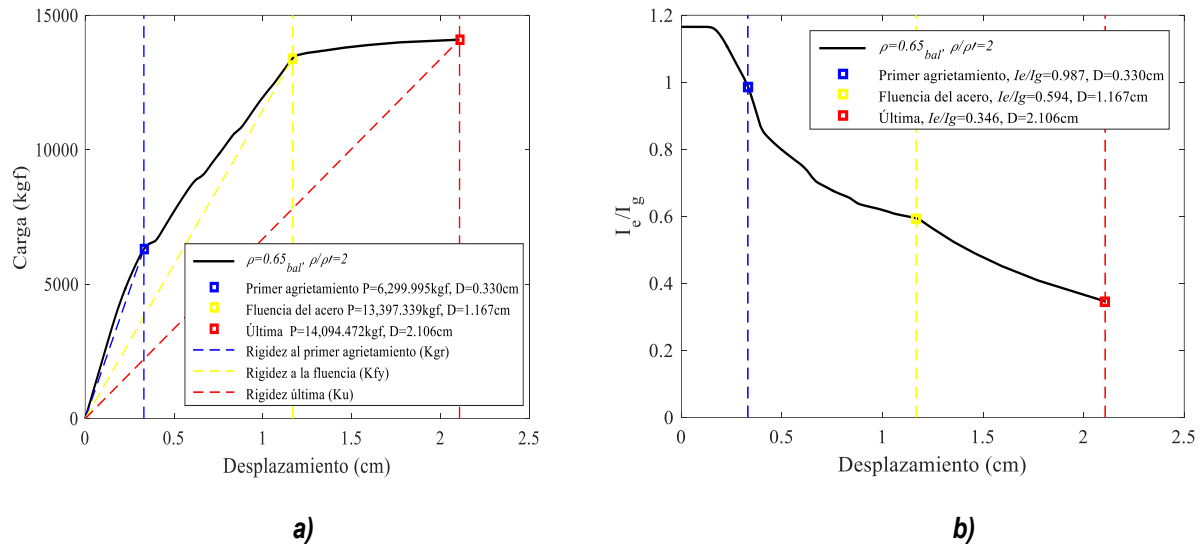 15000
10000
5000
0
Carga (kgf)
ρ=0.65bal, ρ/ρ′=2
Primer agrietamiento P=6,299.995kgf, D=0.330cm
Fluencia del acero P=13,397.339kgf, D=1.167cm
Última P=14,094.472kgf, D=2.106cm
Rigidez al primer agrietamiento (Kgr)
Rigidez a la fluencia (Kfy)
Rigidez última (Ku)
0 0.5 1 1.5 2 2.5
Desplazamiento (cm)
a)
1.2
1
0.8
0.6
0.4
0.2
0
I_e/I_g
ρ=0.65bal, ρ/ρ′=2
Primer agrietamiento, Ie/Ig=0.987, D=0.330cm
Fluencia del acero, Ie/Ig=0.594, D=1.167cm
Última, Ie/Ig=0.346, D=2.106cm
0 0.5 1 1.5 2 2.5
Desplazamiento (cm)
b)